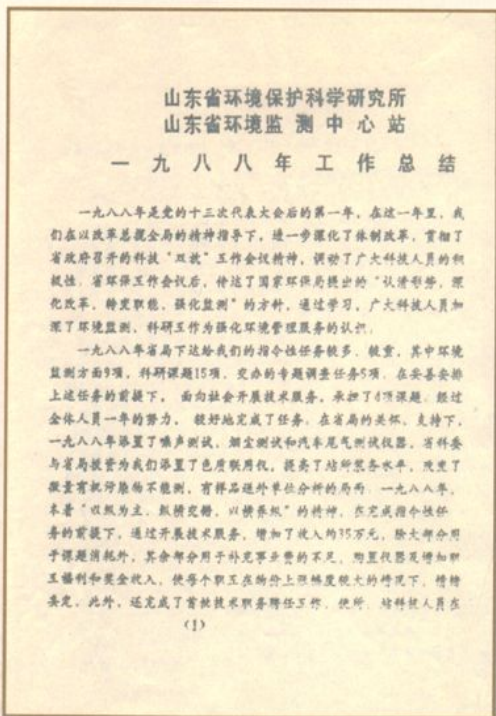 山东省环境保护科学研究所
山东省环境监测中心站
一九八八年工作总结
一九八八年是党的十三次代表大会后的第一年，在这一年里，我
们在以改革总揽全局的精神指导下，进一步深化了体制改革，贯彻了
省政府召开的科技“双放”工作会议精神，调动了广大科技人员的积
极性。省环保工作会议后，传达了国家环保局提出的“认清形势，深
化改革，转变职能，强化监测”的方针，通过学习，广大科技人员加
深了环境监测、科研工作为强化环境管理服务的认识。
一九八八年省局下达给我们的指令性任务较多、较重，其中环境
监测方面9项，科研课题15项，交办的专题调查任务5项，在妥善安排
上述任务的前提下，面向社会开展技术服务，承担了 项课题。经过
全体人员一年的努力，较好地完成了任务。在省局的关怀、支持下，
一九八八年添置了噪声测试、烟尘测试和汽车尾气测试仪器，省科委
与省局拨资为我们添置了色质联用仪，提高了站所装备水平，改变了
微量有机污染物不能测，有样品送外单位分析的局面。一九八八年，
本着“以纵为主，纵横交错，以横养纵”的精神，在完成指令性任
务的前提下，通过开展技术服务，增加了收入约35万元，除大部分用
于课题消耗外，其余部分用于补充事业费的不足，购置仪器及增加职
工福利和奖金收入，使每个职工在物价上涨幅度较大的情况下，情绪
安定。此外，还完成了首批技术职务聘任工作，使所、站科技人员在
(1)